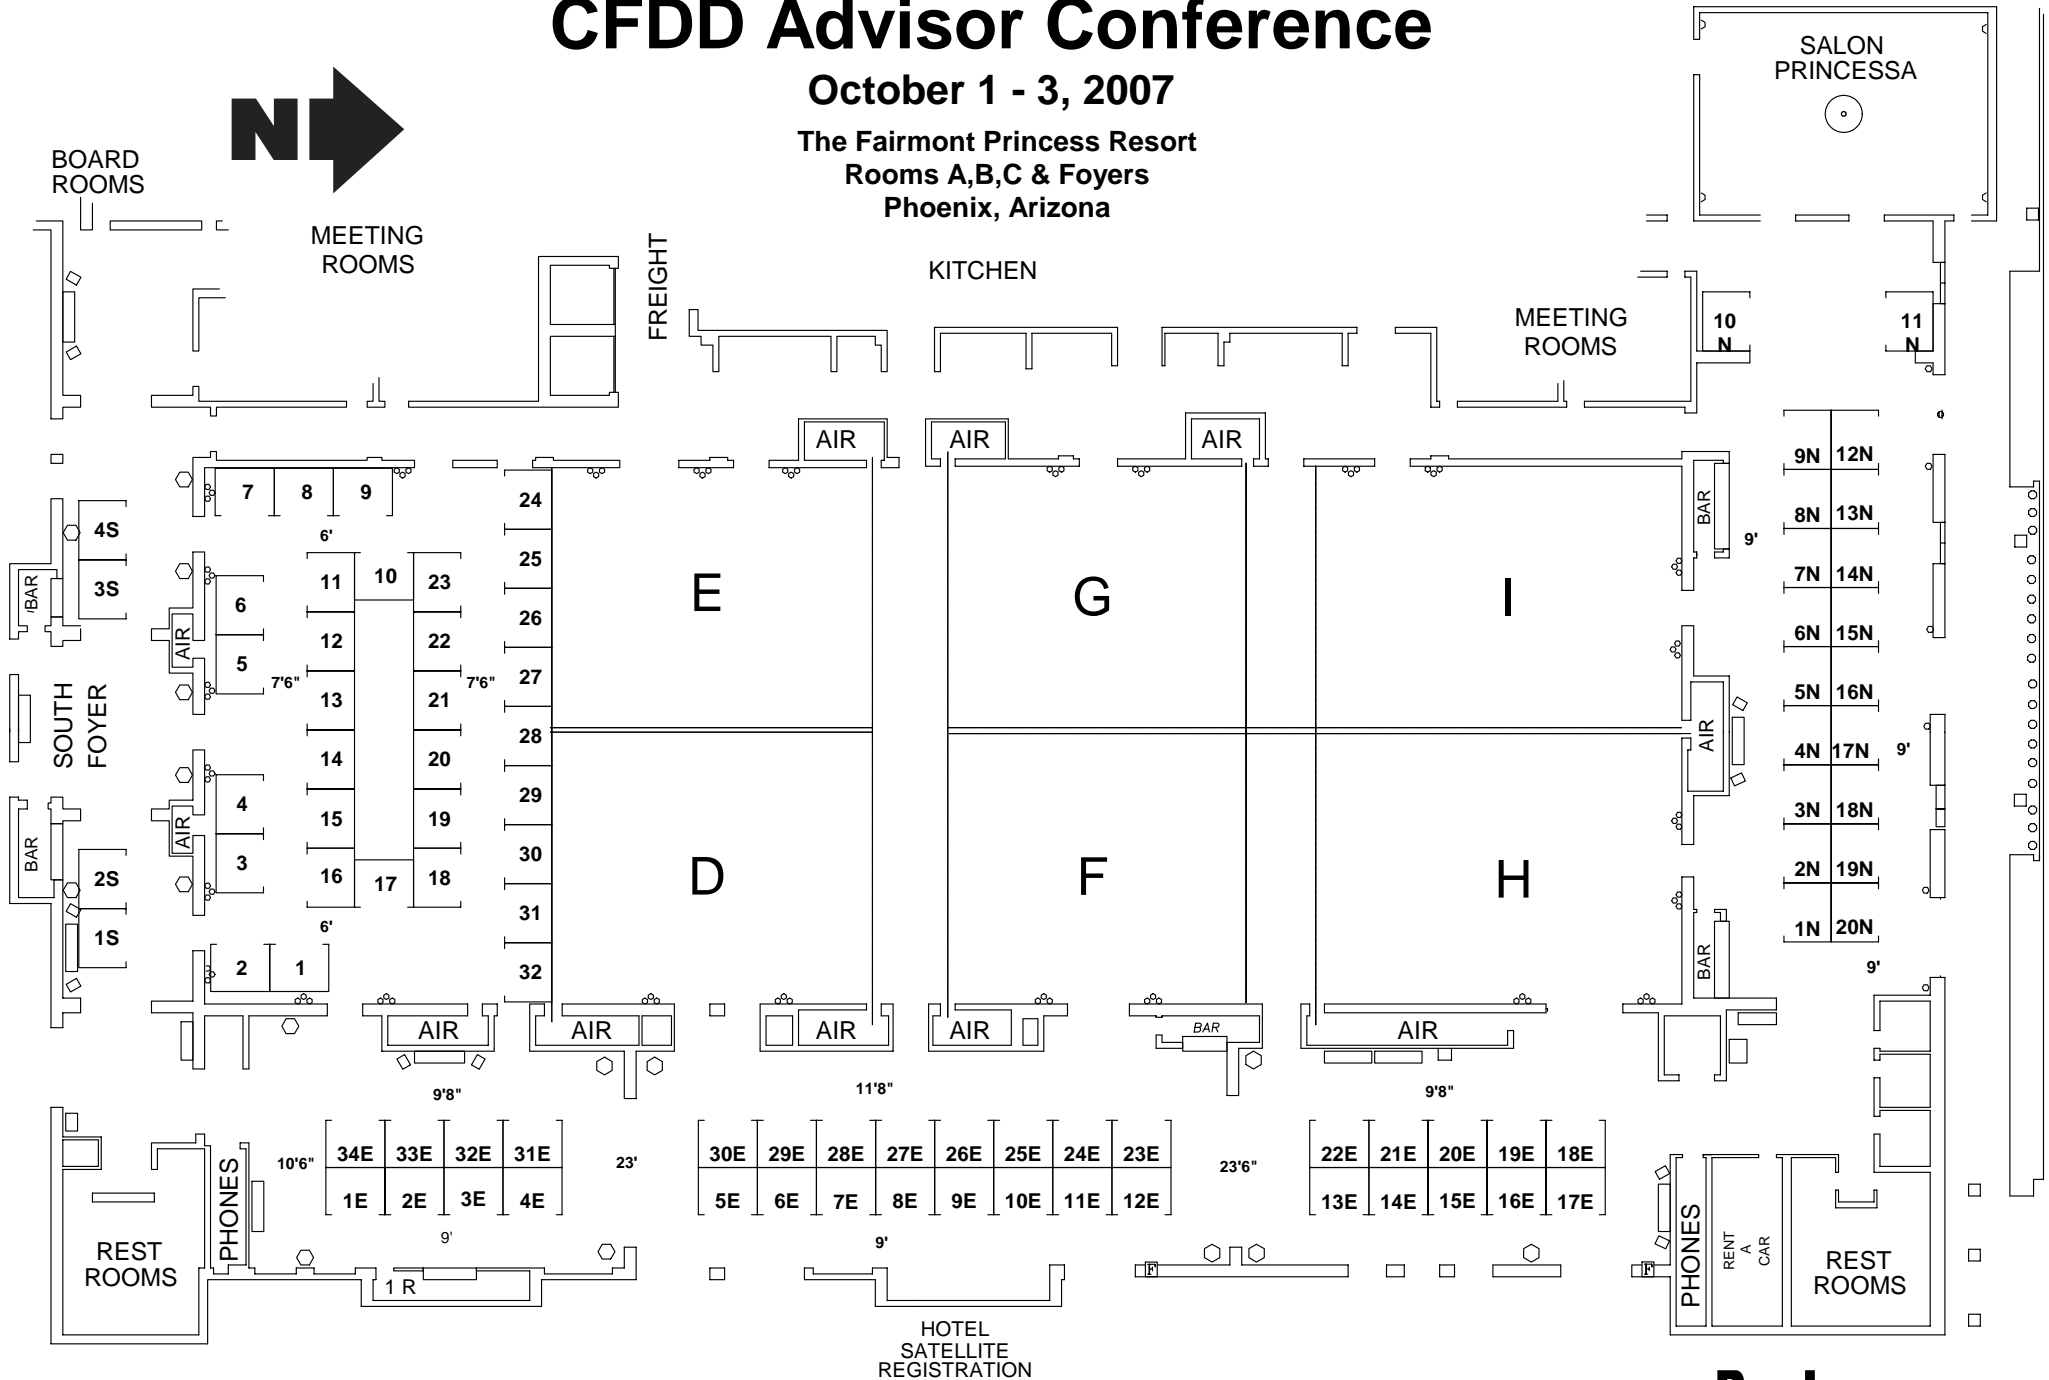 CFDD Advisor Conference
October 1 - 3, 2007
The Fairmont Princess Resort
Rooms A,B,C & Foyers
Phoenix, Arizona
N
SALON
PRINCESSA
BOARD
ROOMS
MEETING
ROOMS
FREIGHT
KITCHEN
MEETING
ROOMS
10
N
11
N
AIR
AIR
AIR
7 8 9
6'
24
25
26
27
28
29
30
31
32
E
G
I
D
F
H
BAR
9'
9N 12N
8N 13N
7N 14N
6N 15N
5N 16N
4N 17N
9'
3N 18N
2N 19N
1N 20N
9'
4S
3S
BAR
SOUTH
FOYER
BAR
2S
1S
6
5
AIR
7'6"
4
3
AIR
11 10 23
12 22
13 21
7'6"
14 20
15 19
16 17 18
6'
2 1
AIR
BAR
AIR
AIR
AIR
AIR
BAR
AIR
9'8"
11'8"
9'8"
10'6"
34E 33E 32E 31E
1E 2E 3E 4E
23'
30E 29E 28E 27E 26E 25E 24E 23E
5E 6E 7E 8E 9E 10E 11E 12E
23'6"
22E 21E 20E 19E 18E
13E 14E 15E 16E 17E
9'
9'
REST
ROOMS
PHONES
1 R
F
F
PHONES
RENT
A
CAR
REST
ROOMS
HOTEL
SATELLITE
REGISTRATION